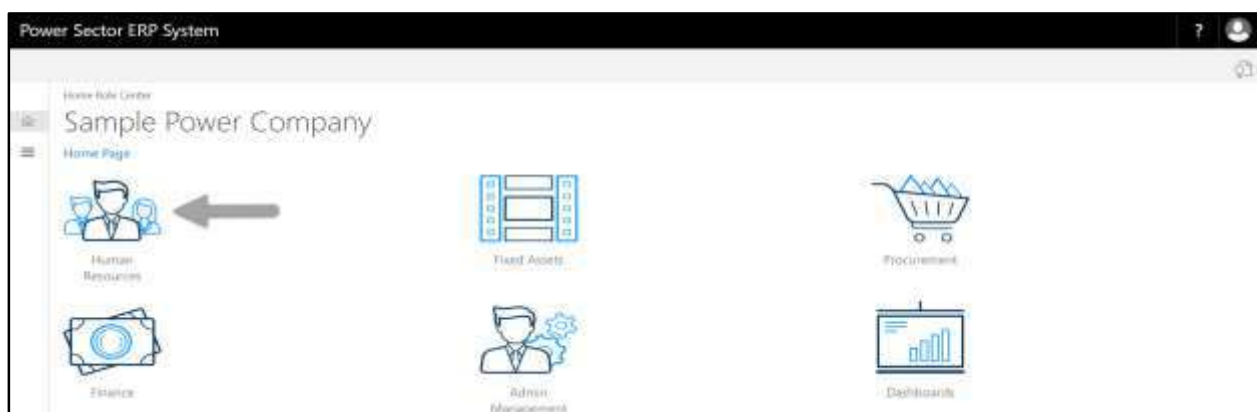 Power Sector ERP System
?
Home Role Center
Sample Power Company
Home Page
Human
Resources
Fixed Assets
Procurement
Finance
Admin
Management
Dashboards